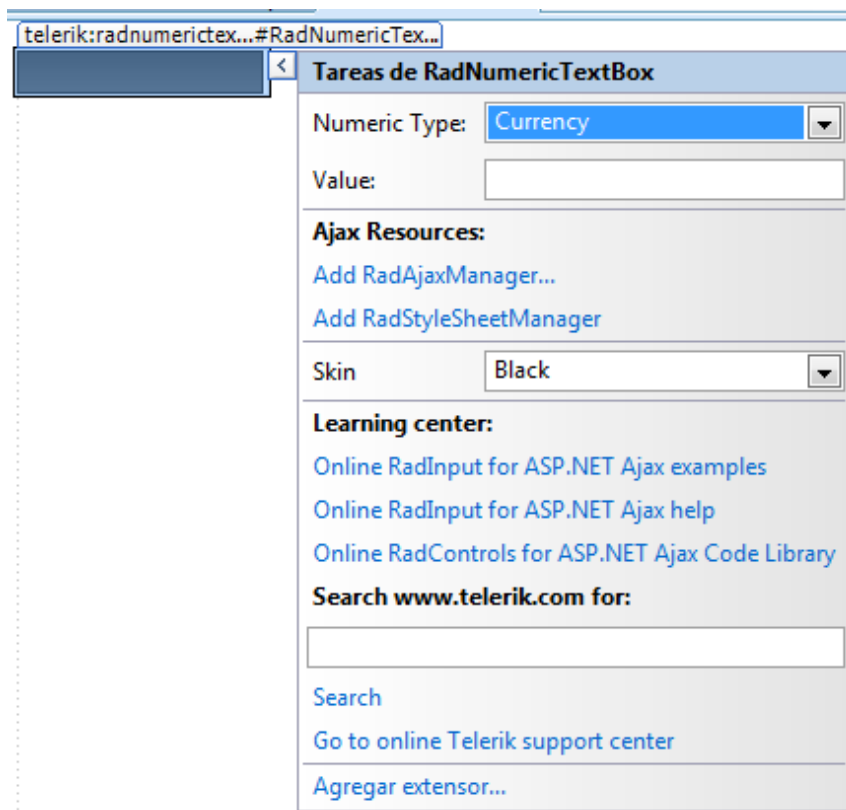 telerik:radnumerictex...#RadNumericTex...
Tareas de RadNumericTextBox
Numeric Type: Currency
Value:
Ajax Resources:
Add RadAjaxManager...
Add RadStyleSheetManager
Skin Black
Learning center:
Online RadInput for ASP.NET Ajax examples
Online RadInput for ASP.NET Ajax help
Online RadControls for ASP.NET Ajax Code Library
Search www.telerik.com for:
Search
Go to online Telerik support center
Agregar extensor...